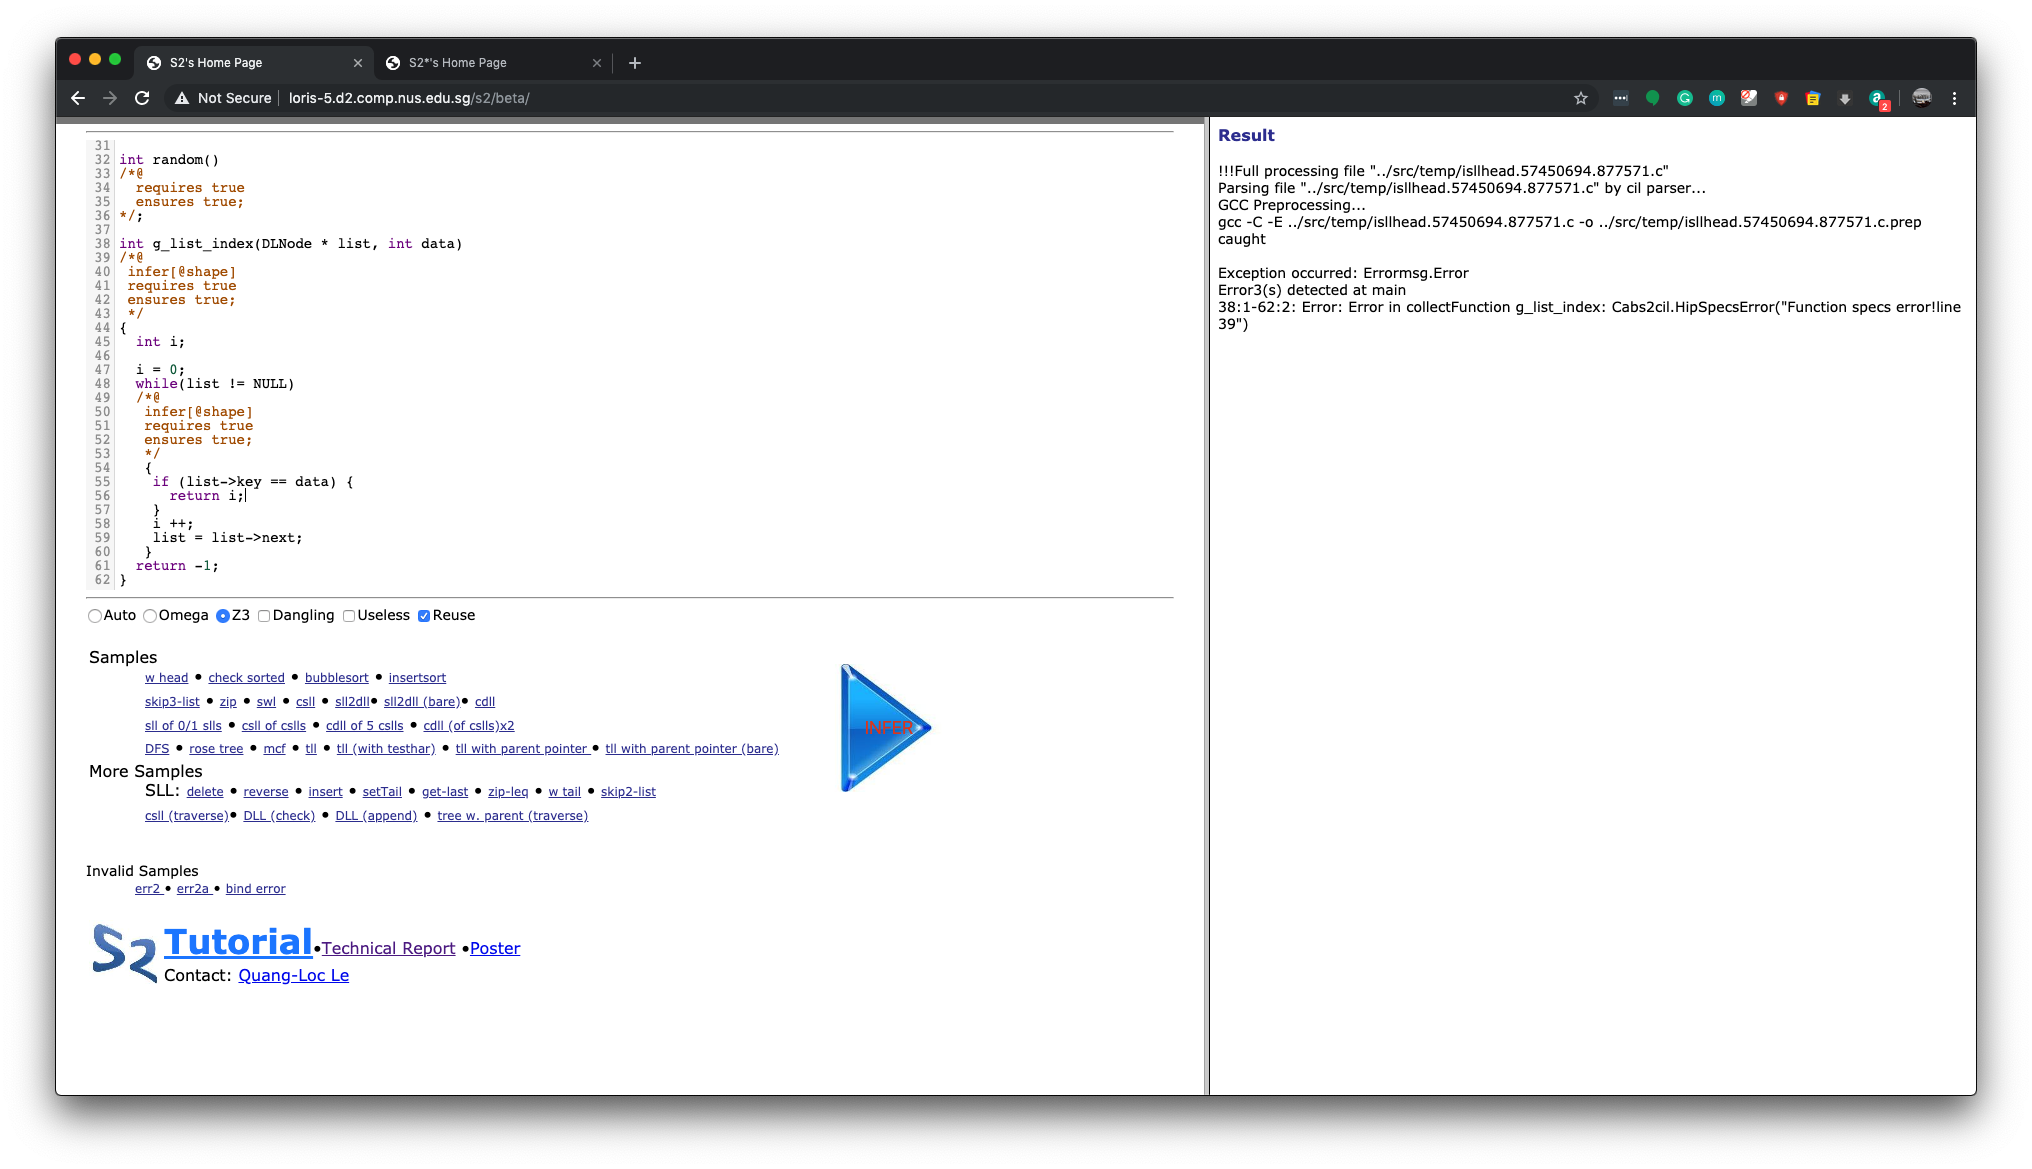 S2's Home Page
S2*'s Home Page
Not Secure | loris-5.d2.comp.nus.edu.sg/s2/beta/
2
31
32 int random()
33 /*@
34 requires true
35 ensures true;
36 */;
37
38 int g_list_index(DLNode * list, int data)
39 /*@
40 infer[@shape]
41 requires true
42 ensures true;
43 */
44 {
45 int i;
46
47 i = 0;
48 while(list != NULL)
49 /*@
50 infer[@shape]
51 requires true
52 ensures true;
53 */
54 {
55 if (list->key == data) {
56 return i;
57 }
58 i ++;
59 list = list->next;
60 }
61 return -1;
62 }
Auto Omega Z3 Dangling Useless Reuse
Samples
w head • check sorted • bubblesort • insertsort
skip3-list • zip • swl • csll • sll2dll• sll2dll (bare)• cdll
sll of 0/1 slls • csll of cslls • cdll of 5 cslls • cdll (of cslls)x2
DFS • rose tree • mcf • tll • tll (with testhar) • tll with parent pointer • tll with parent pointer (bare)
INFER
More Samples
SLL: delete • reverse • insert • setTail • get-last • zip-leq • w tail • skip2-list
csll (traverse)• DLL (check) • DLL (append) • tree w. parent (traverse)
Invalid Samples
err2 • err2a • bind error
S2 Tutorial•Technical Report •Poster
Contact: Quang-Loc Le
Result
!!!Full processing file "../src/temp/isllhead.57450694.877571.c"
Parsing file "../src/temp/isllhead.57450694.877571.c" by cil parser...
GCC Preprocessing...
gcc -C -E ../src/temp/isllhead.57450694.877571.c -o ../src/temp/isllhead.57450694.877571.c.prep
caught
Exception occurred: Errormsg.Error
Error3(s) detected at main
38:1-62:2: Error: Error in collectFunction g_list_index: Cabs2cil.HipSpecsError("Function specs error!line
39")